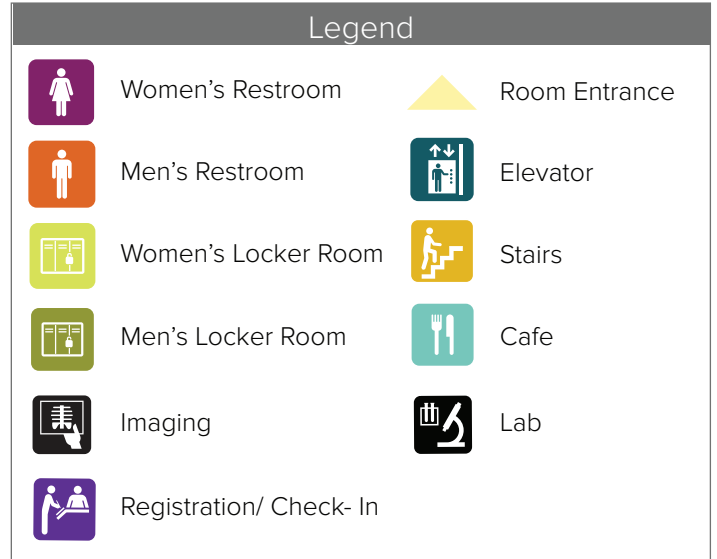 Legend
Women’s Restroom
Men’s Restroom
Women’s Locker Room
Men’s Locker Room
Imaging
Registration/ Check- In
Room Entrance
Elevator
Stairs
Cafe
Lab